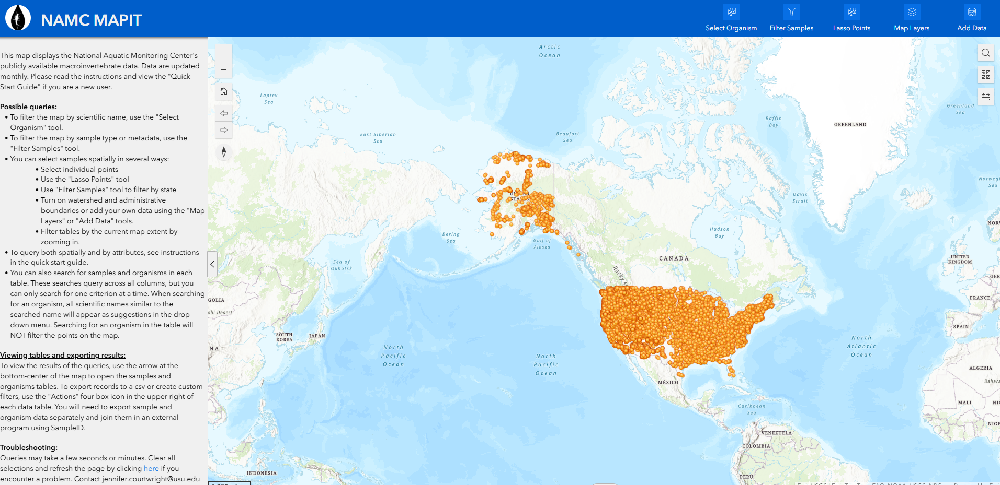 NAMC MAPIT
Select Organism
Filter Samples
Lasso Points
Map Layers
Add Data
This map displays the National Aquatic Monitoring Center's
publicly available macroinvertebrate data. Data are updated
monthly. Please read the instructions and view the "Quick
Start Guide" if you are a new user.
Possible queries:
• To filter the map by scientific name, use the "Select
Organism" tool.
• To filter the map by sample type or metadata, use the
"Filter Samples" tool.
• You can select samples spatially in several ways:
• Select individual points
• Use the "Lasso Points" tool
• Use "Filter Samples" tool to filter by state
• Turn on watershed and administrative
boundaries or add your own data using the "Map
Layers" or "Add Data" tools.
• Filter tables by the current map extent by
zooming in.
• To query both spatially and by attributes, see instructions
in the quick start guide.
• You can also search for samples and organisms in each
table. These searches query across all columns, but you
can only search for one criterion at a time. When searching
for an organism, all scientific names similar to the
searched name will appear as suggestions in the drop-
down menu. Searching for an organism in the table will
NOT filter the points on the map.
Viewing tables and exporting results:
To view the results of the queries, use the arrow at the
bottom-center of the map to open the samples and
organisms tables. To export records to a csv or create custom
filters, use the "Actions" four box icon in the upper right of
each data table. You will need to export sample and
organism data separately and join them in an external
program using SampleID.
Troubleshooting:
Queries may take a few seconds or minutes. Clear all
selections and refresh the page by clicking here if you
encounter a problem. Contact jennifer.courtwright@usu.edu
Arctic
Ocean
Laptev
Sea
East Siberian
Sea
Beaufort
Sea
Baffin
Bay
Greenland
Sea
GREENLAND
Norweg
Sea
Davis
Strait
Bering
Sea
Gulf of
Alaska
Hudson
Bay
NOR
CANADA
Rocky M
UNITED
KINGDOM
GER
Sea of
Okhotsk
FRANCE
GOLIA
obi Desert
SPAIN
SOUTH
KOREA
JAPAN
NA
North
Pacific
Ocean
North
Pacific
Ocean
North
Atlantic
Ocean
ALGERIA
Sahara
MÉXICO
MALI
NIG
Caribbean
Sea
NIGE
VENEZUELA
COLOMBIA
INDONESIA
PERÚ